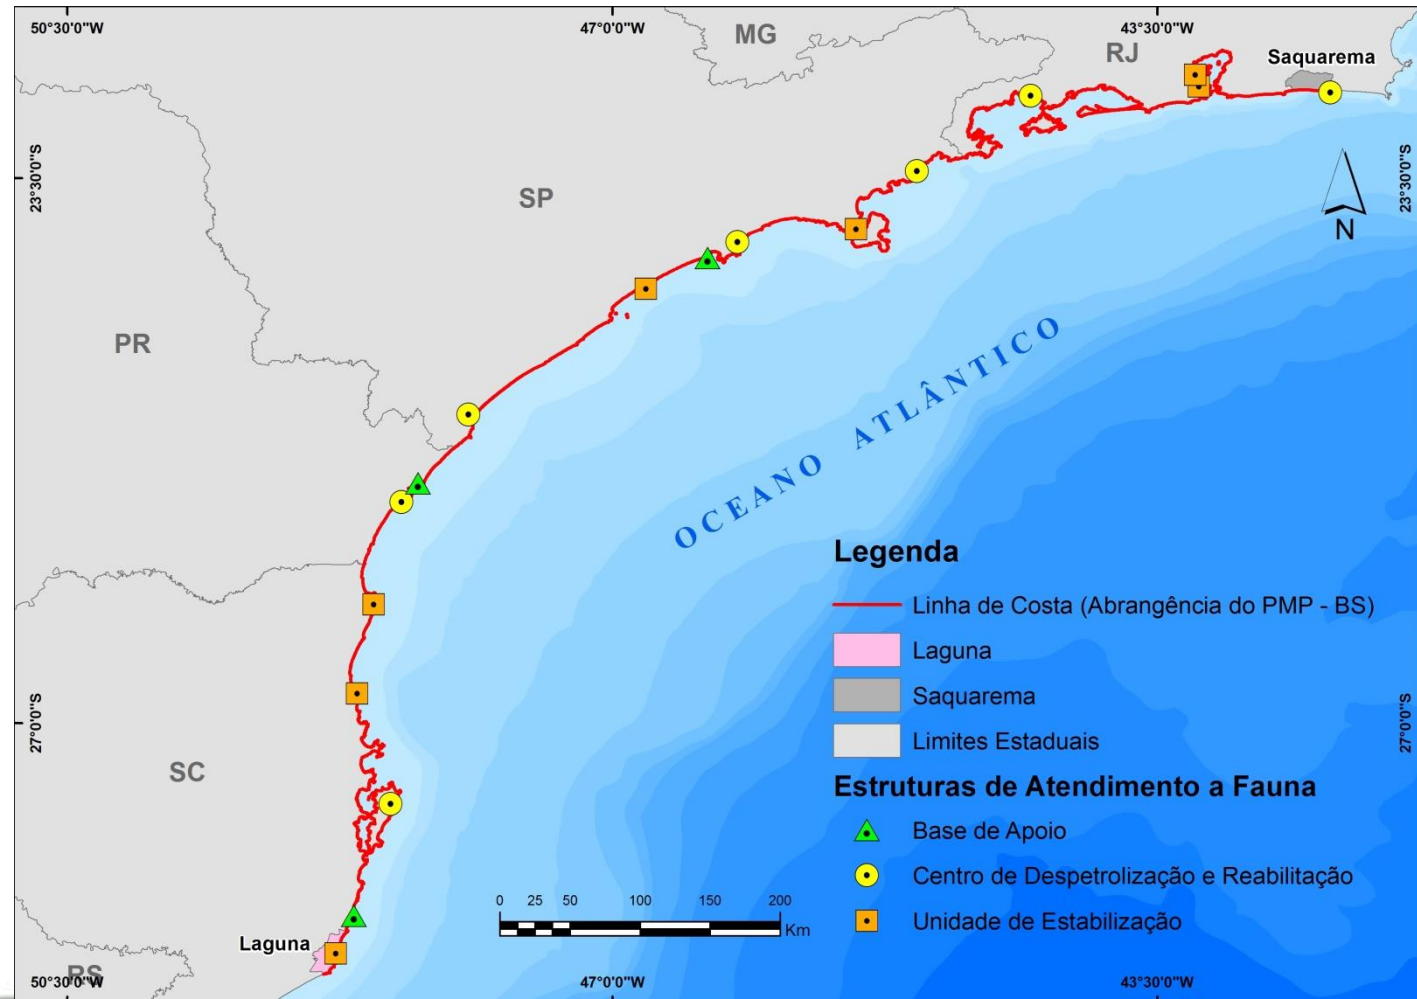 50°30'0"W
47°0'0"W
43°30'0"W
MG
RJ
Saquarema
23°30'0"S
23°30'0"S
SP
N
PR
OCEANO ATLÂNTICO
Legenda
Linha de Costa (Abrangência do PMP - BS)
Laguna
Saquarema
Limites Estaduais
27°0'0"S
27°0'0"S
SC
Estruturas de Atendimento a Fauna
Base de Apoio
Centro de Despetrolização e Reabilitação
Unidade de Estabilização
0 25 50 100 150 200
Km
Laguna
RS
50°30'0"W
47°0'0"W
43°30'0"W